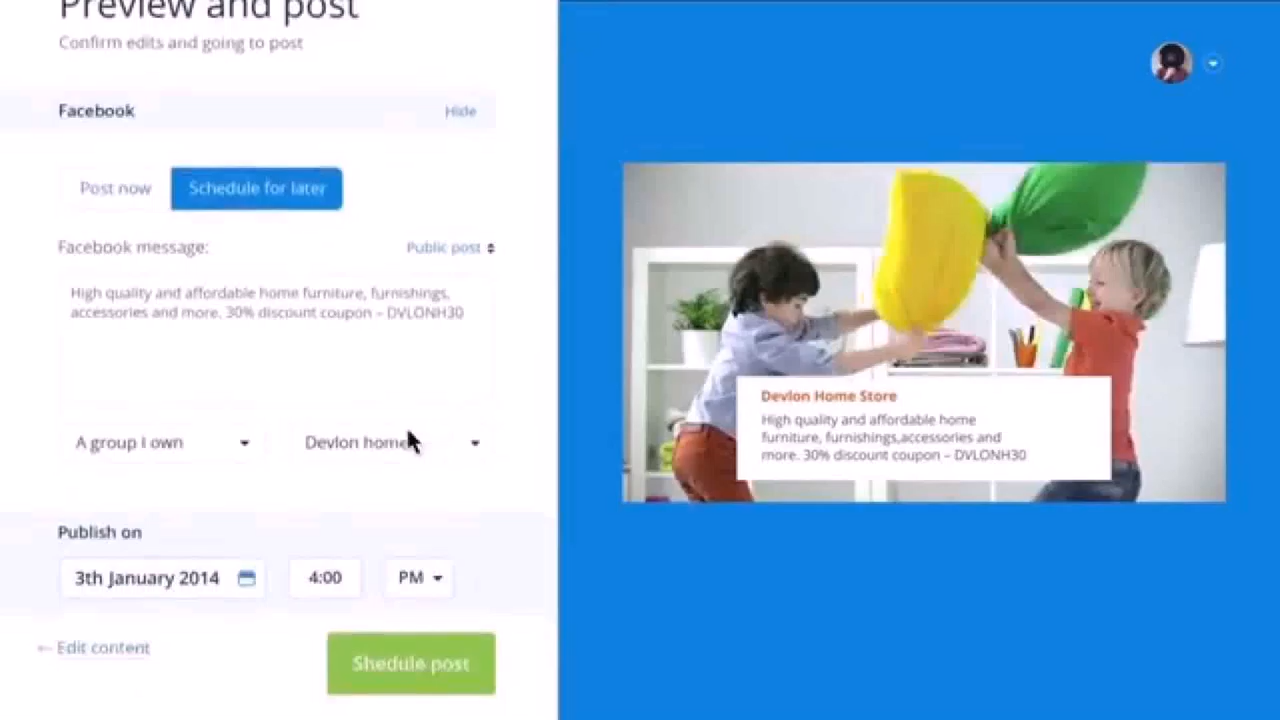 Preview and post
Confirm edits and going to post
Facebook
Hide
Post now
Schedule for later
Facebook message:
Public post
High quality and affordable home furniture, furnishings,
accessories and more. 30% discount coupon – DVLONH30
A group I own
Devlon home
Publish on
3th January 2014
4:00
PM
← Edit content
Shedule post
Devlon Home Store
High quality and affordable home
furniture, furnishings,accessories and
more. 30% discount coupon – DVLONH30